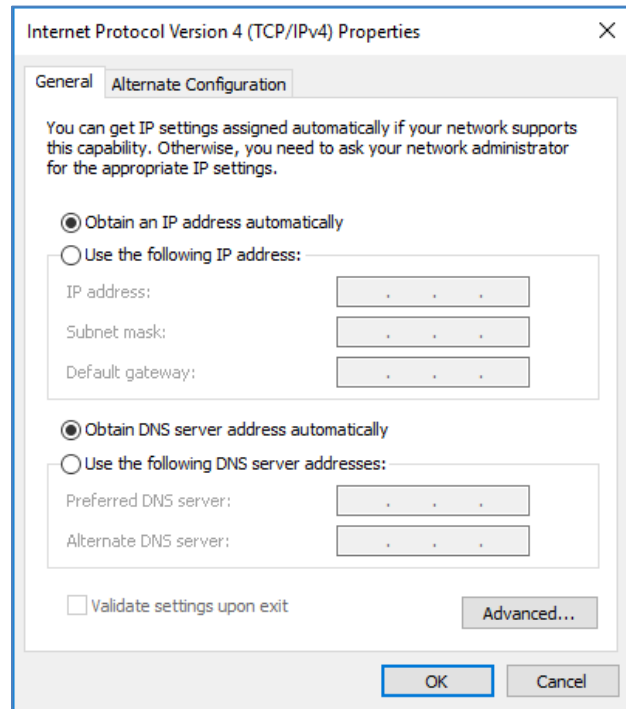 Internet Protocol Version 4 (TCP/IPv4) Properties
General
Alternate Configuration
You can get IP settings assigned automatically if your network supports
this capability. Otherwise, you need to ask your network administrator
for the appropriate IP settings.
Obtain an IP address automatically
Use the following IP address:
IP address:
Subnet mask:
Default gateway:
Obtain DNS server address automatically
Use the following DNS server addresses:
Preferred DNS server:
Alternate DNS server:
Validate settings upon exit
Advanced...
OK
Cancel